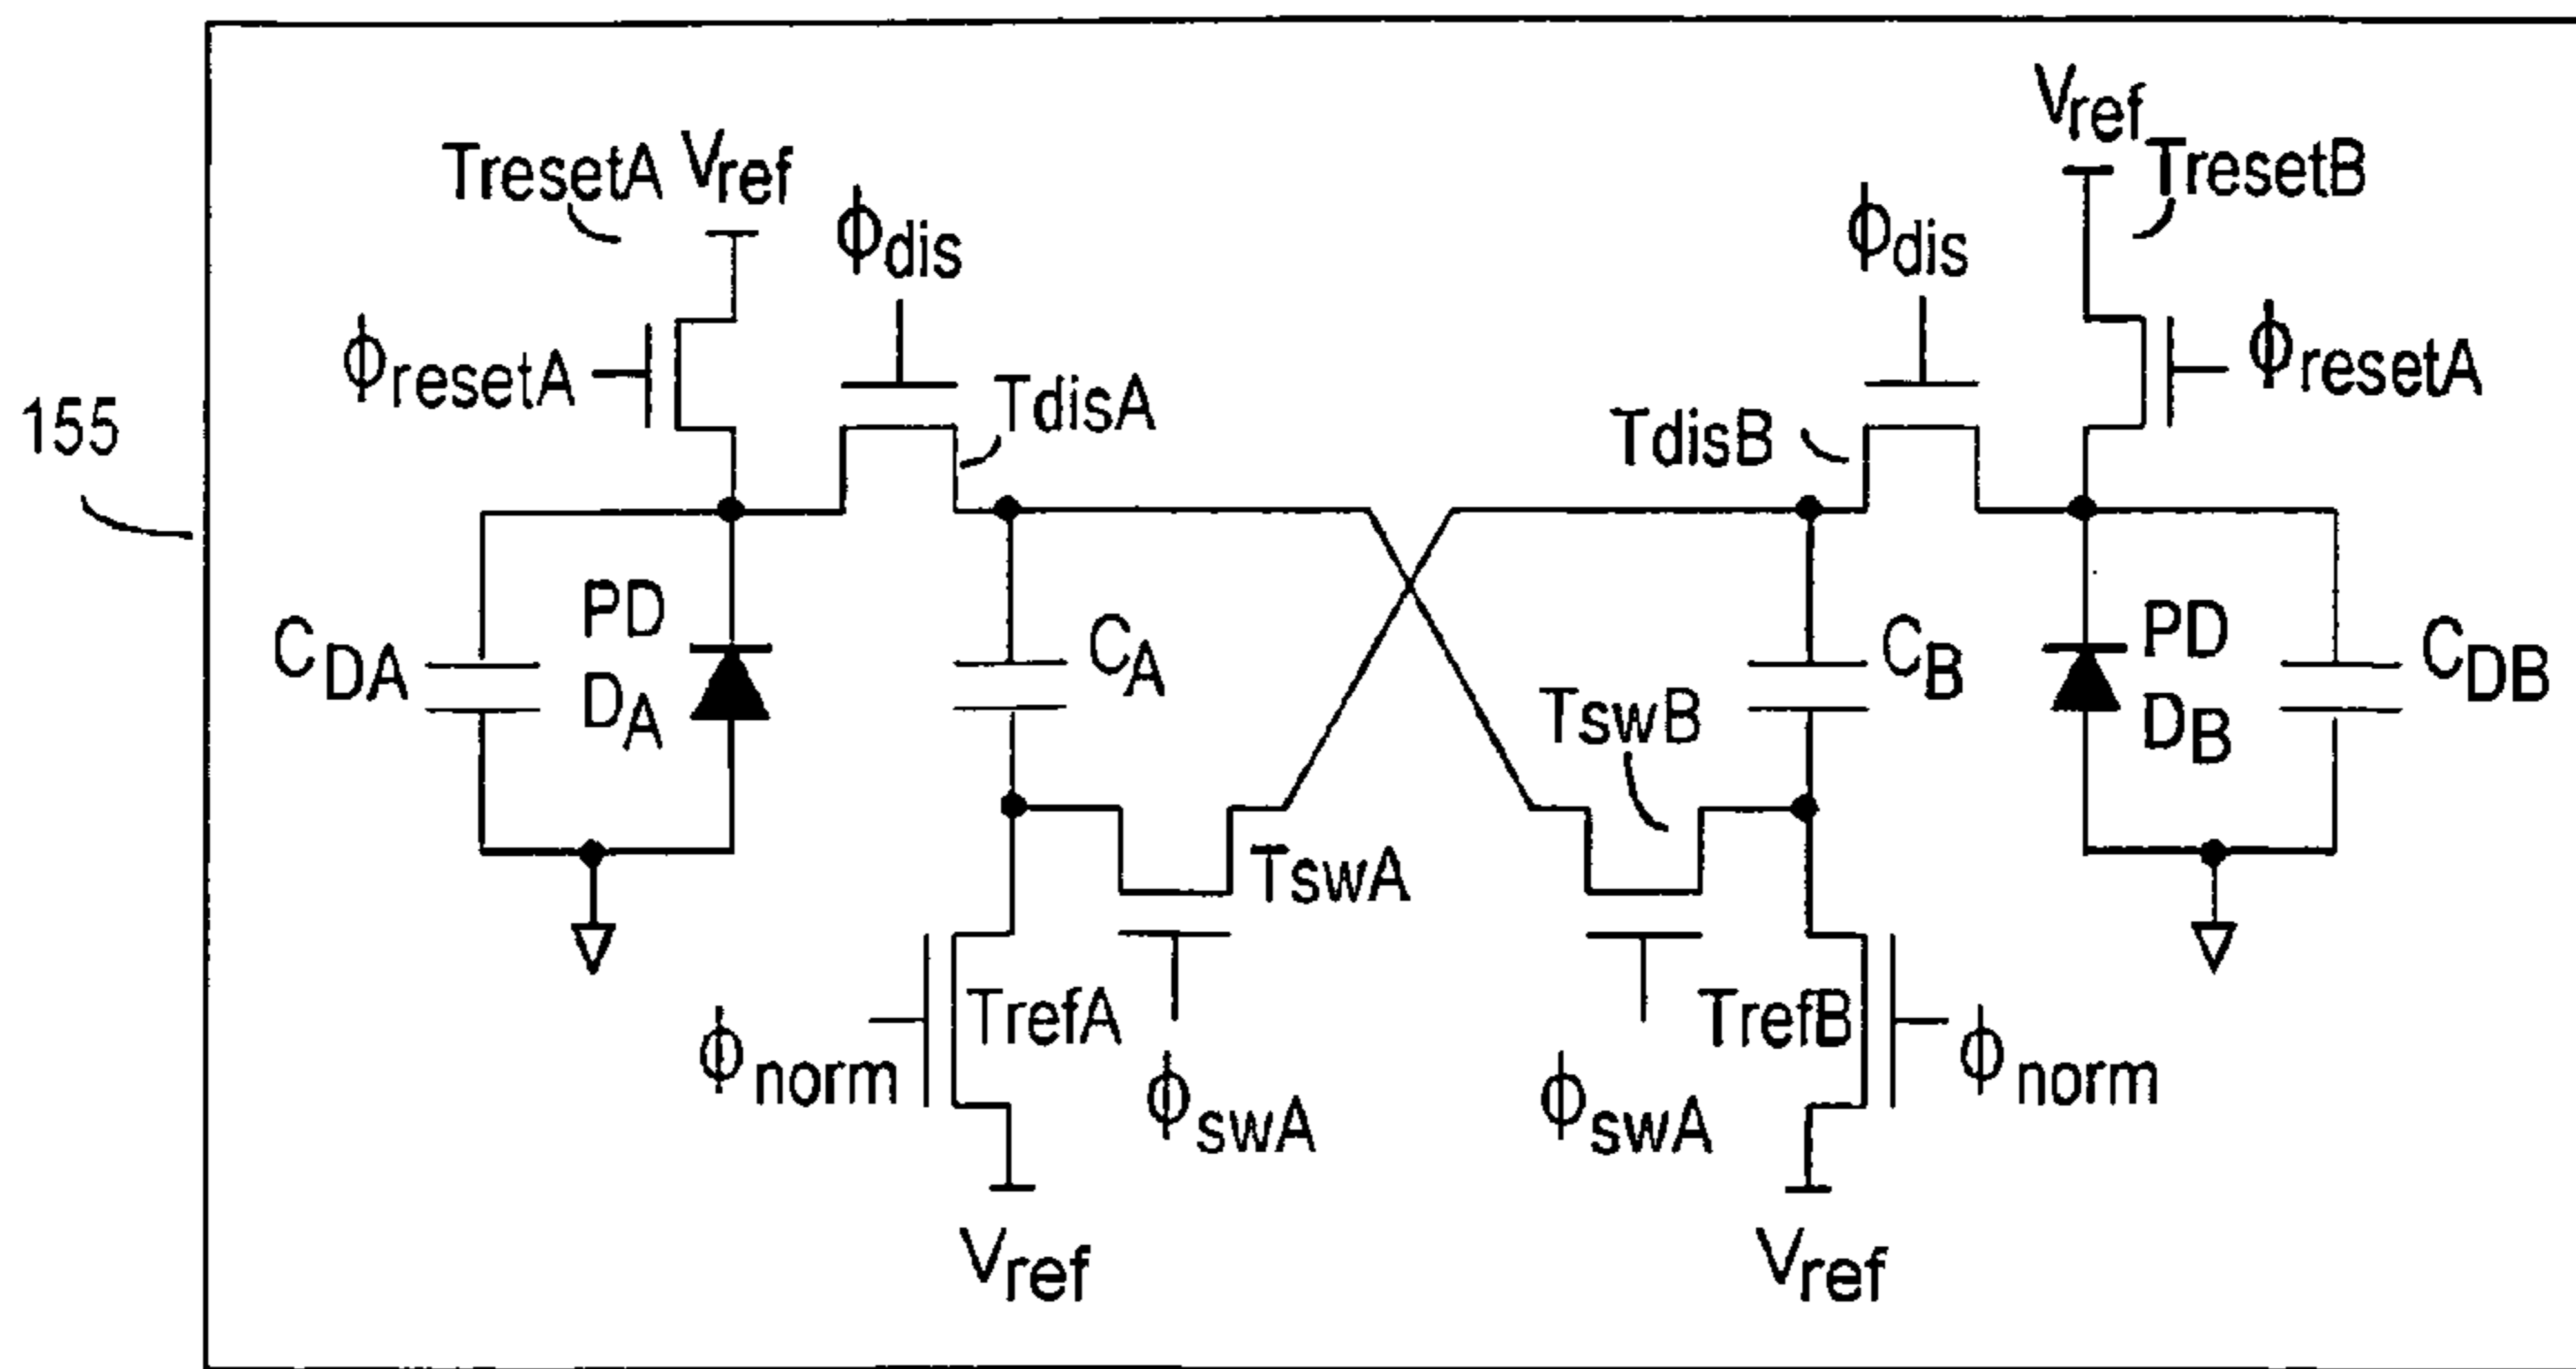 Vref
TresetA Vref
TresetB
ϕdis
ϕdis
ϕresetA
ϕresetA
155
TdisA
TdisB
CDA
PD
DA
CA
TswB
CB
PD
DB
CDB
TswA
TrefA
TrefB
ϕnorm
ϕswA
ϕswA
ϕnorm
Vref
Vref